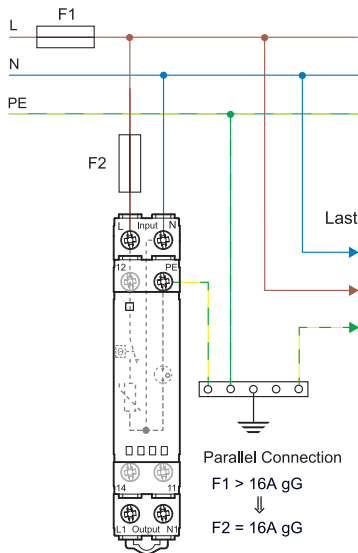 F1
L
N
PE
F2
L Input N
12 PE
Last
14 11
L1 Output N1
Parallel Connection
F1 > 16A gG
⇓
F2 = 16A gG